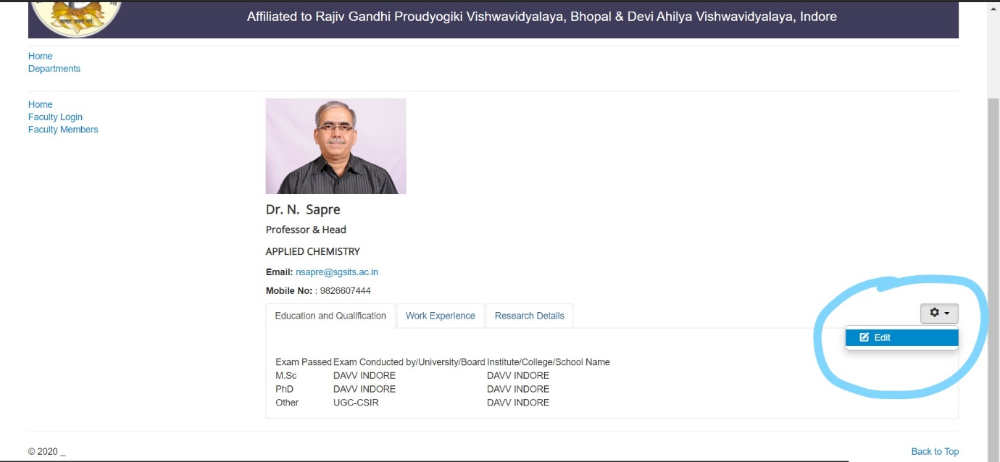 Affiliated to Rajiv Gandhi Proudyogiki Vishwavidyalaya, Bhopal & Devi Ahilya Vishwavidyalaya, Indore
Home
Departments
Home
Faculty Login
Faculty Members
Dr. N. Sapre
Professor & Head
APPLIED CHEMISTRY
Email: nsapre@sgsits.ac.in
Mobile No: : 9826607444
Education and Qualification Work Experience Research Details
Edit
Exam Passed Exam Conducted by/University/Board Institute/College/School Name
M.Sc DAVV INDORE DAVV INDORE
PhD DAVV INDORE DAVV INDORE
Other UGC-CSIR DAVV INDORE
© 2020 _ Back to Top